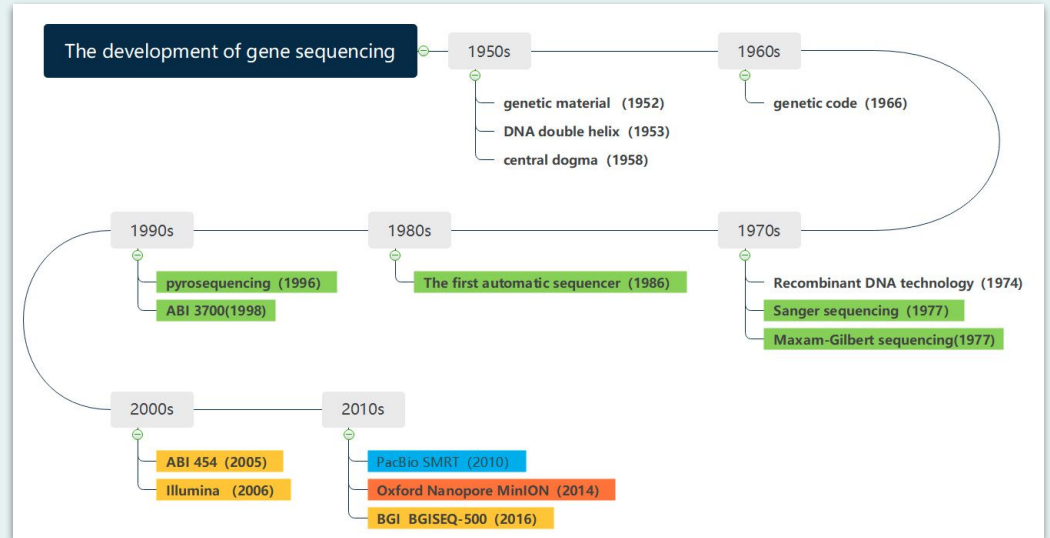 The development of gene sequencing
1950s
genetic material (1952)
DNA double helix (1953)
central dogma (1958)
1960s
genetic code (1966)
1970s
Recombinant DNA technology (1974)
Sanger sequencing (1977)
Maxam-Gilbert sequencing(1977)
1980s
The first automatic sequencer (1986)
1990s
pyrosequencing (1996)
ABI 3700(1998)
2000s
ABI 454 (2005)
Illumina (2006)
2010s
PacBio SMRT (2010)
Oxford Nanopore MinION (2014)
BGI BGISEQ-500 (2016)